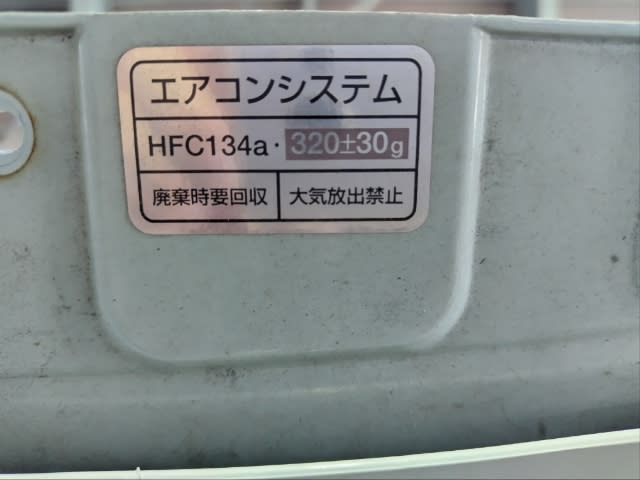 エアコンシステム
HFC134a・320±30g
廃棄時要回収 大気放出禁止